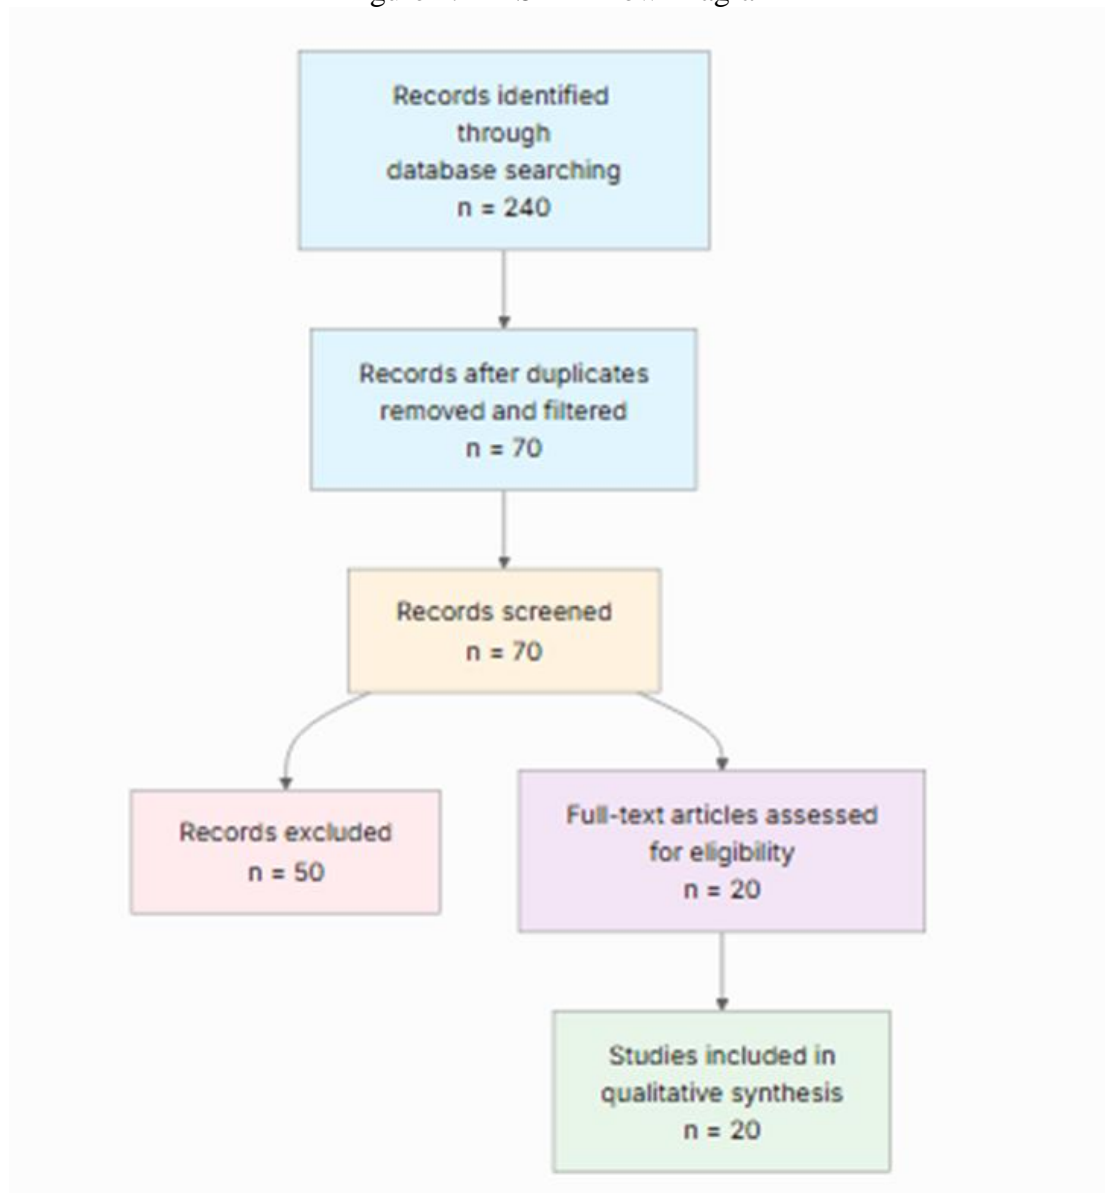 Records identified
through
database searching
n = 240
Records after duplicates
removed and filtered
n = 70
Records screened
n = 70
Records excluded
n = 50
Full-text articles assessed
for eligibility
n = 20
Studies included in
qualitative synthesis
n = 20